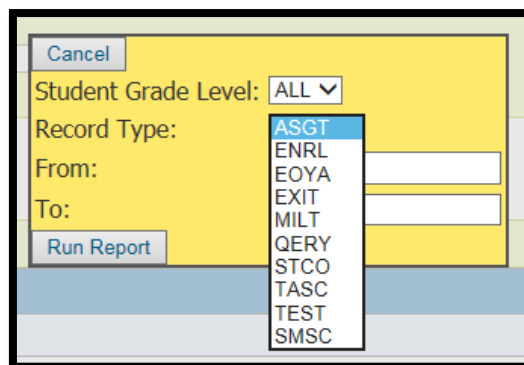 Cancel
Student Grade Level: ALL
Record Type: ASGT
ENRL
From:
EOYA
EXIT
To:
MILT
Run Report
QERY
STCO
TASC
TEST
SMSC